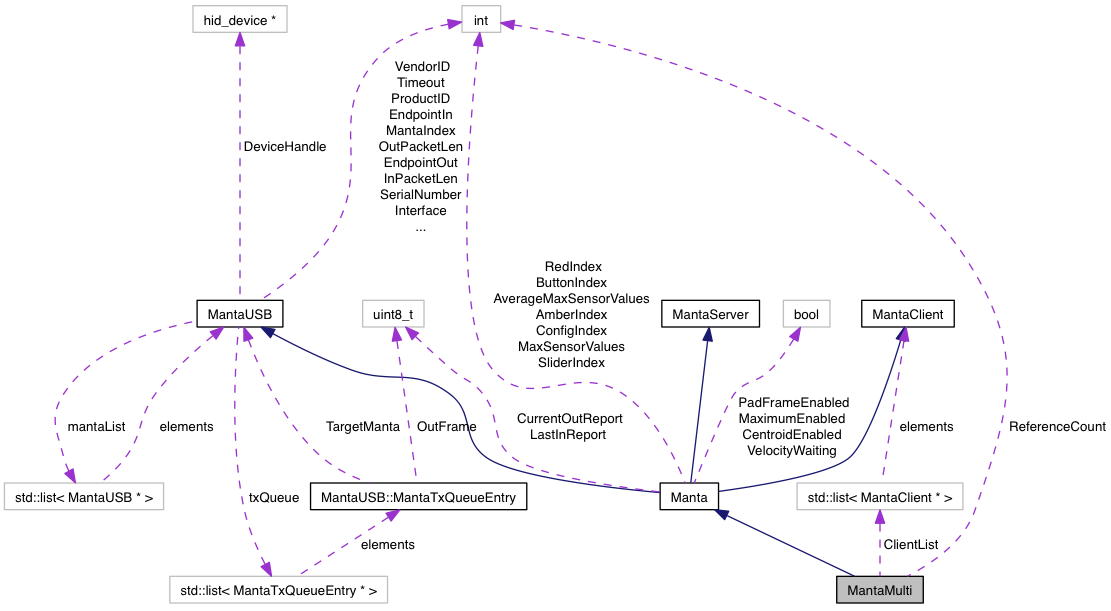 hid_device *
int
VendorID
Timeout
ProductID
EndpointIn
MantaIndex
OutPacketLen
EndpointOut
InPacketLen
SerialNumber
Interface
...
DeviceHandle
RedIndex
ButtonIndex
AverageMaxSensorValues
AmberIndex
ConfigIndex
MaxSensorValues
SliderIndex
MantaUSB
uint8_t
MantaServer
bool
MantaClient
mantaList
elements
TargetManta
OutFrame
CurrentOutReport
LastInReport
PadFrameEnabled
MaximumEnabled
CentroidEnabled
VelocityWaiting
elements
ReferenceCount
std::list< MantaUSB * >
txQueue
MantaUSB::MantaTxQueueEntry
Manta
std::list< MantaClient * >
elements
ClientList
std::list< MantaTxQueueEntry * >
MantaMulti